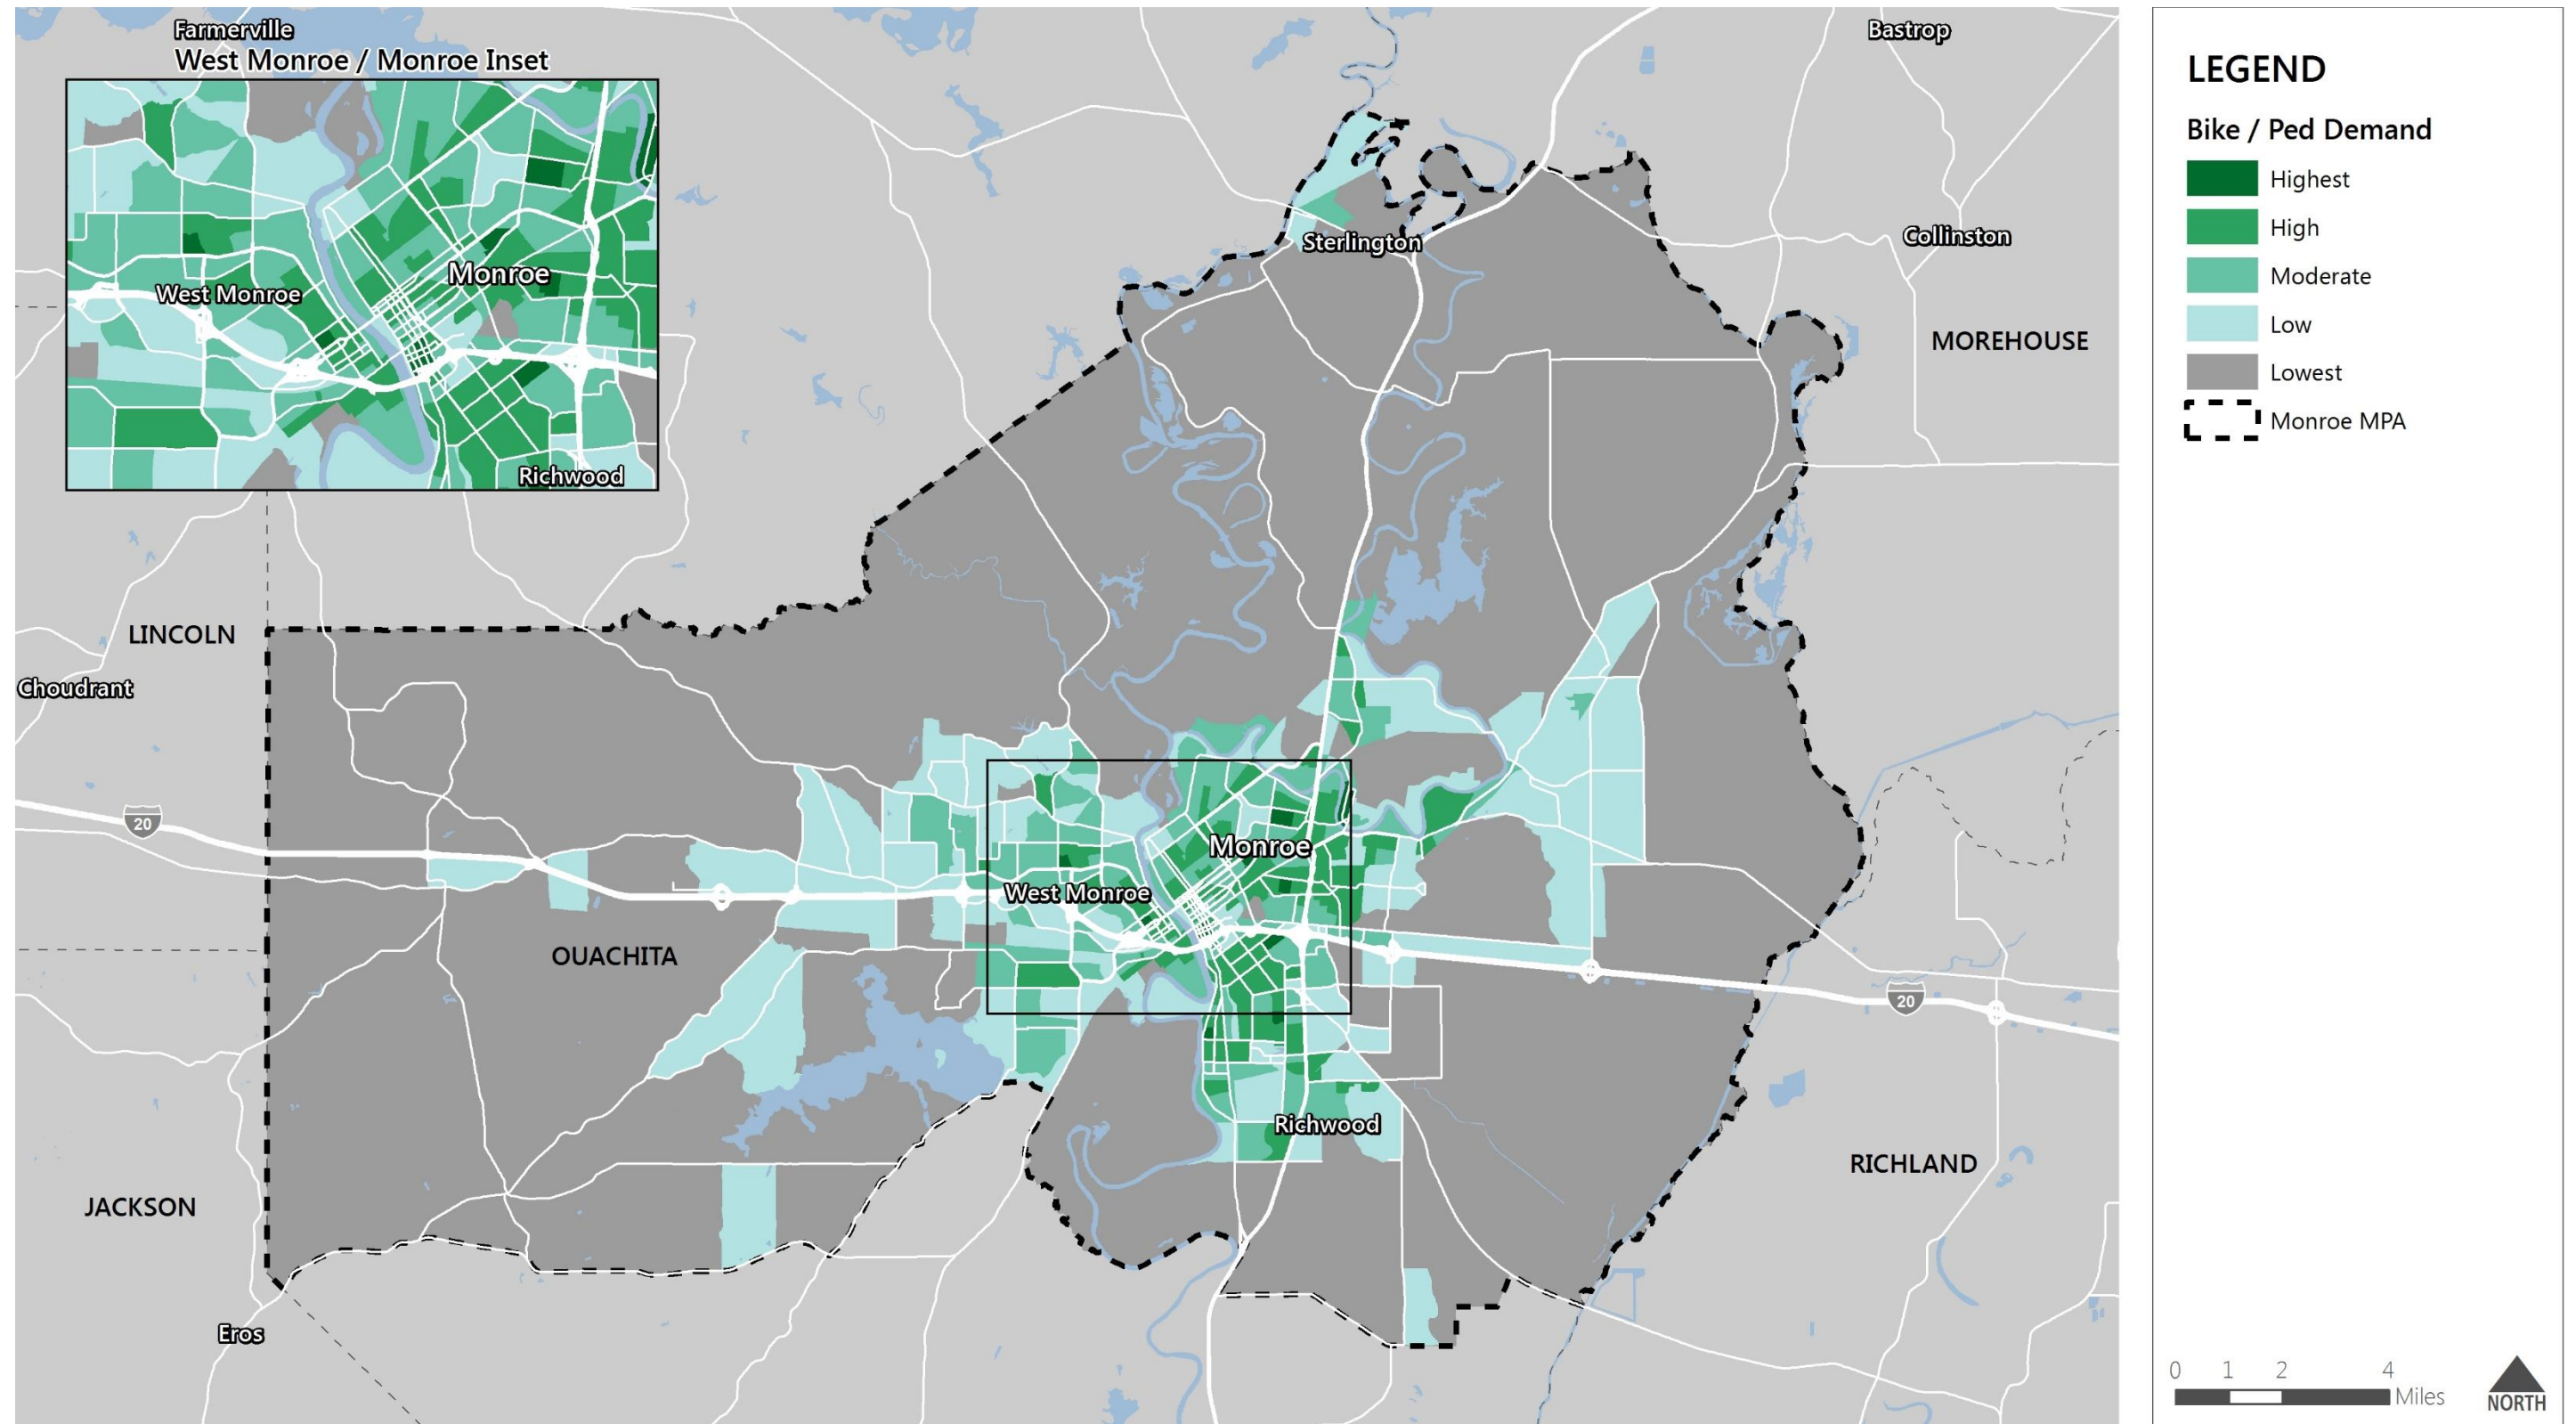 Farmerville
West Monroe / Monroe Inset
Monroe
West Monroe
Richwood
Bastrop
Sterlington
Collinston
MOREHOUSE
LINCOLN
Choudrant
20
Monroe
West Monroe
OUACHITA
20
Richwood
RICHLAND
JACKSON
Eros
LEGEND
Bike / Ped Demand
Highest
High
Moderate
Low
Lowest
Monroe MPA
0 1 2 4
Miles
NORTH